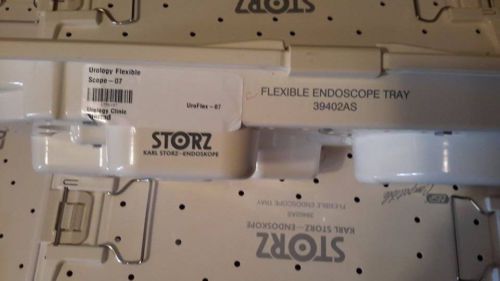 STORZ
Urology Flexible
Scope - 07
UroFlex - 07
Urology Clinic
FLEXIBLE ENDOSCOPE TRAY
39402AS
STORZ
KARL STORZ - ENDOSKOPE
FLEXIBLE ENDOSCOPE TRAY
39402AS
KARL STORZ - ENDOSKOPE
STORZ